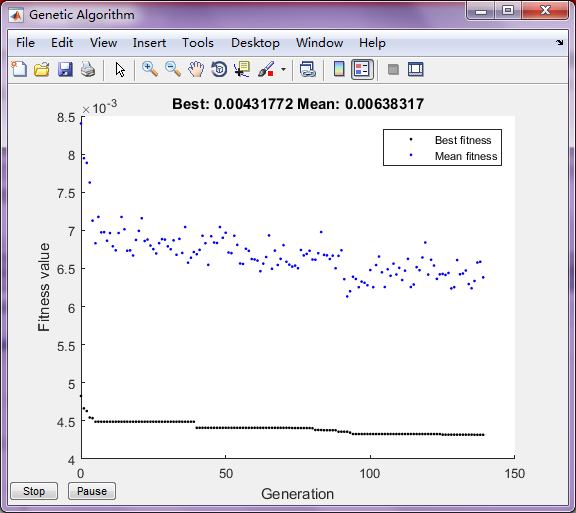 Genetic Algorithm
File Edit View Insert Tools Desktop Window Help
Best: 0.00431772 Mean: 0.00638317
×10-3
8.5
8
7.5
7
6.5
6
5.5
5
4.5
4
Fitness value
Best fitness
Mean fitness
0 50 100 150
Generation
Stop Pause